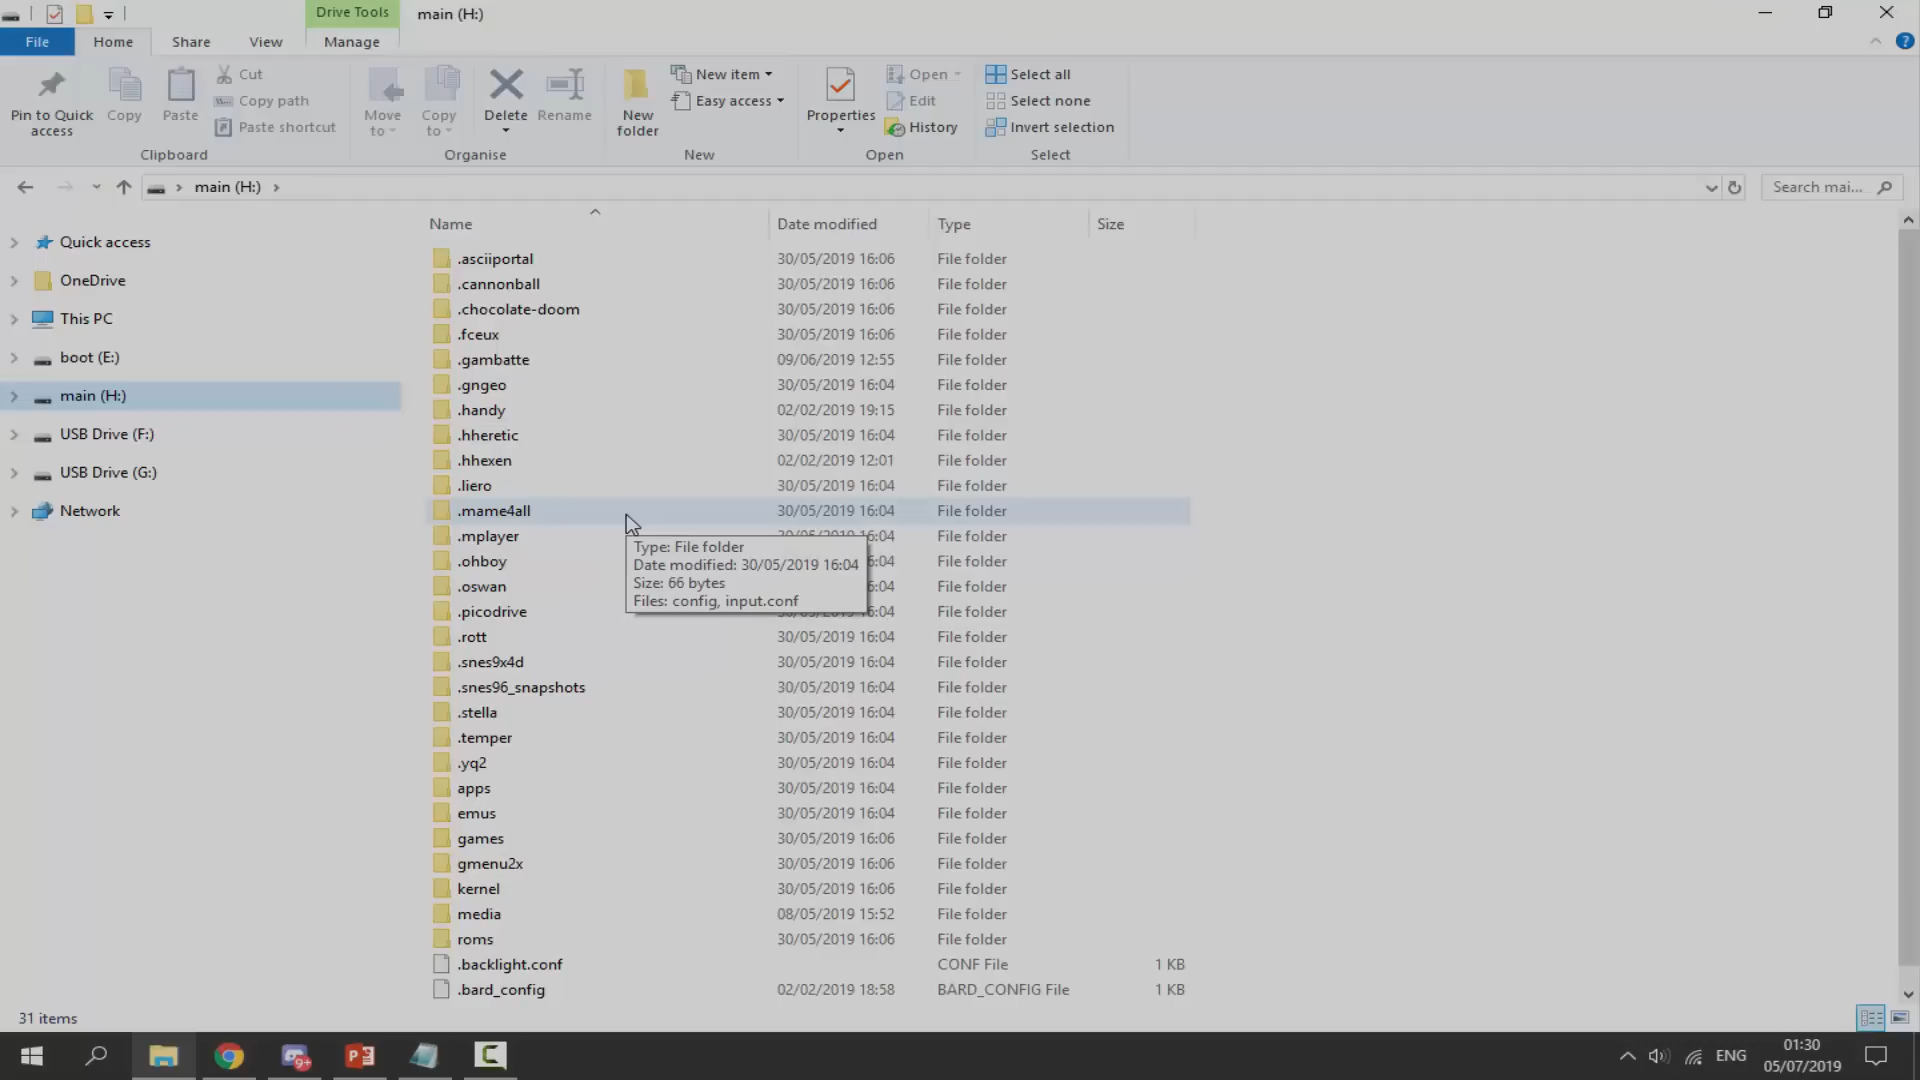 Drive Tools main (H:)
File Home Share View Manage
Pin to Quick access
Copy
Paste
Cut
Copy path
Paste shortcut
Clipboard
Move to
Copy to
Delete
Rename
Organise
New folder
New item
Easy access
New
Properties
Open
Edit
History
Open
Select all
Select none
Invert selection
Select
main (H:)
Search mai...
Quick access
OneDrive
This PC
boot (E:)
main (H:)
USB Drive (F:)
USB Drive (G:)
Network
Name Date modified Type Size
.asciiportal 30/05/2019 16:06 File folder
.cannonball 30/05/2019 16:06 File folder
.chocolate-doom 30/05/2019 16:06 File folder
.fceux 30/05/2019 16:06 File folder
.gambatte 09/06/2019 12:55 File folder
.gngeo 30/05/2019 16:04 File folder
.handy 02/02/2019 19:15 File folder
.hheretic 30/05/2019 16:04 File folder
.hhexen 02/02/2019 12:01 File folder
.liero 30/05/2019 16:04 File folder
.mame4all 30/05/2019 16:04 File folder
.mplayer 30/05/2019 16:04 File folder
.ohboy 6:04 File folder
.oswan 6:04 File folder
.picodrive 6:04 File folder
Type: File folder
Date modified: 30/05/2019 16:04
Size: 66 bytes
Files: config, input.conf
.rott 30/05/2019 16:04 File folder
.snes9x4d 30/05/2019 16:04 File folder
.snes96_snapshots 30/05/2019 16:04 File folder
.stella 30/05/2019 16:04 File folder
.temper 30/05/2019 16:04 File folder
.yq2 30/05/2019 16:04 File folder
apps 30/05/2019 16:04 File folder
emus 30/05/2019 16:04 File folder
games 30/05/2019 16:06 File folder
gmenu2x 30/05/2019 16:06 File folder
kernel 30/05/2019 16:06 File folder
media 08/05/2019 15:52 File folder
roms 30/05/2019 16:06 File folder
.backlight.conf CONF File 1 KB
.bard_config 02/02/2019 18:58 BARD_CONFIG File 1 KB
31 items
9+
ENG
01:30
05/07/2019